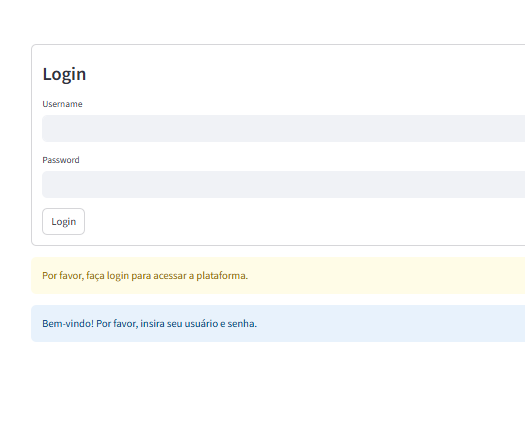 Login
Username
Password
Login
Por favor, faça login para acessar a plataforma.
Bem-vindo! Por favor, insira seu usuário e senha.